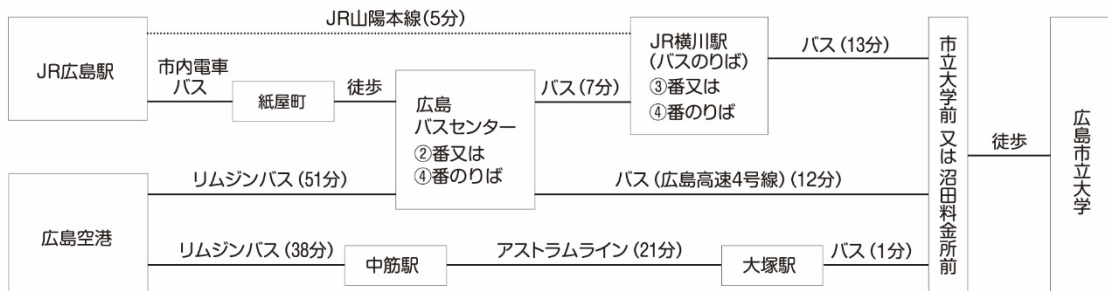 JR山陽本線(5分)
JR広島駅
市内電車
バス
紙屋町
徒歩
広島
バスセンター
②番又は
④番のりば
バス(7分)
JR横川駅
(バスのりば)
③番又は
④番のりば
バス(13分)
広島空港
リムジンバス(51分)
バス(広島高速4号線)(12分)
リムジンバス(38分)
中筋駅
アストラムライン(21分)
大塚駅
バス(1分)
市立大学前 又は 沼田料金所前
徒歩
広島市立大学